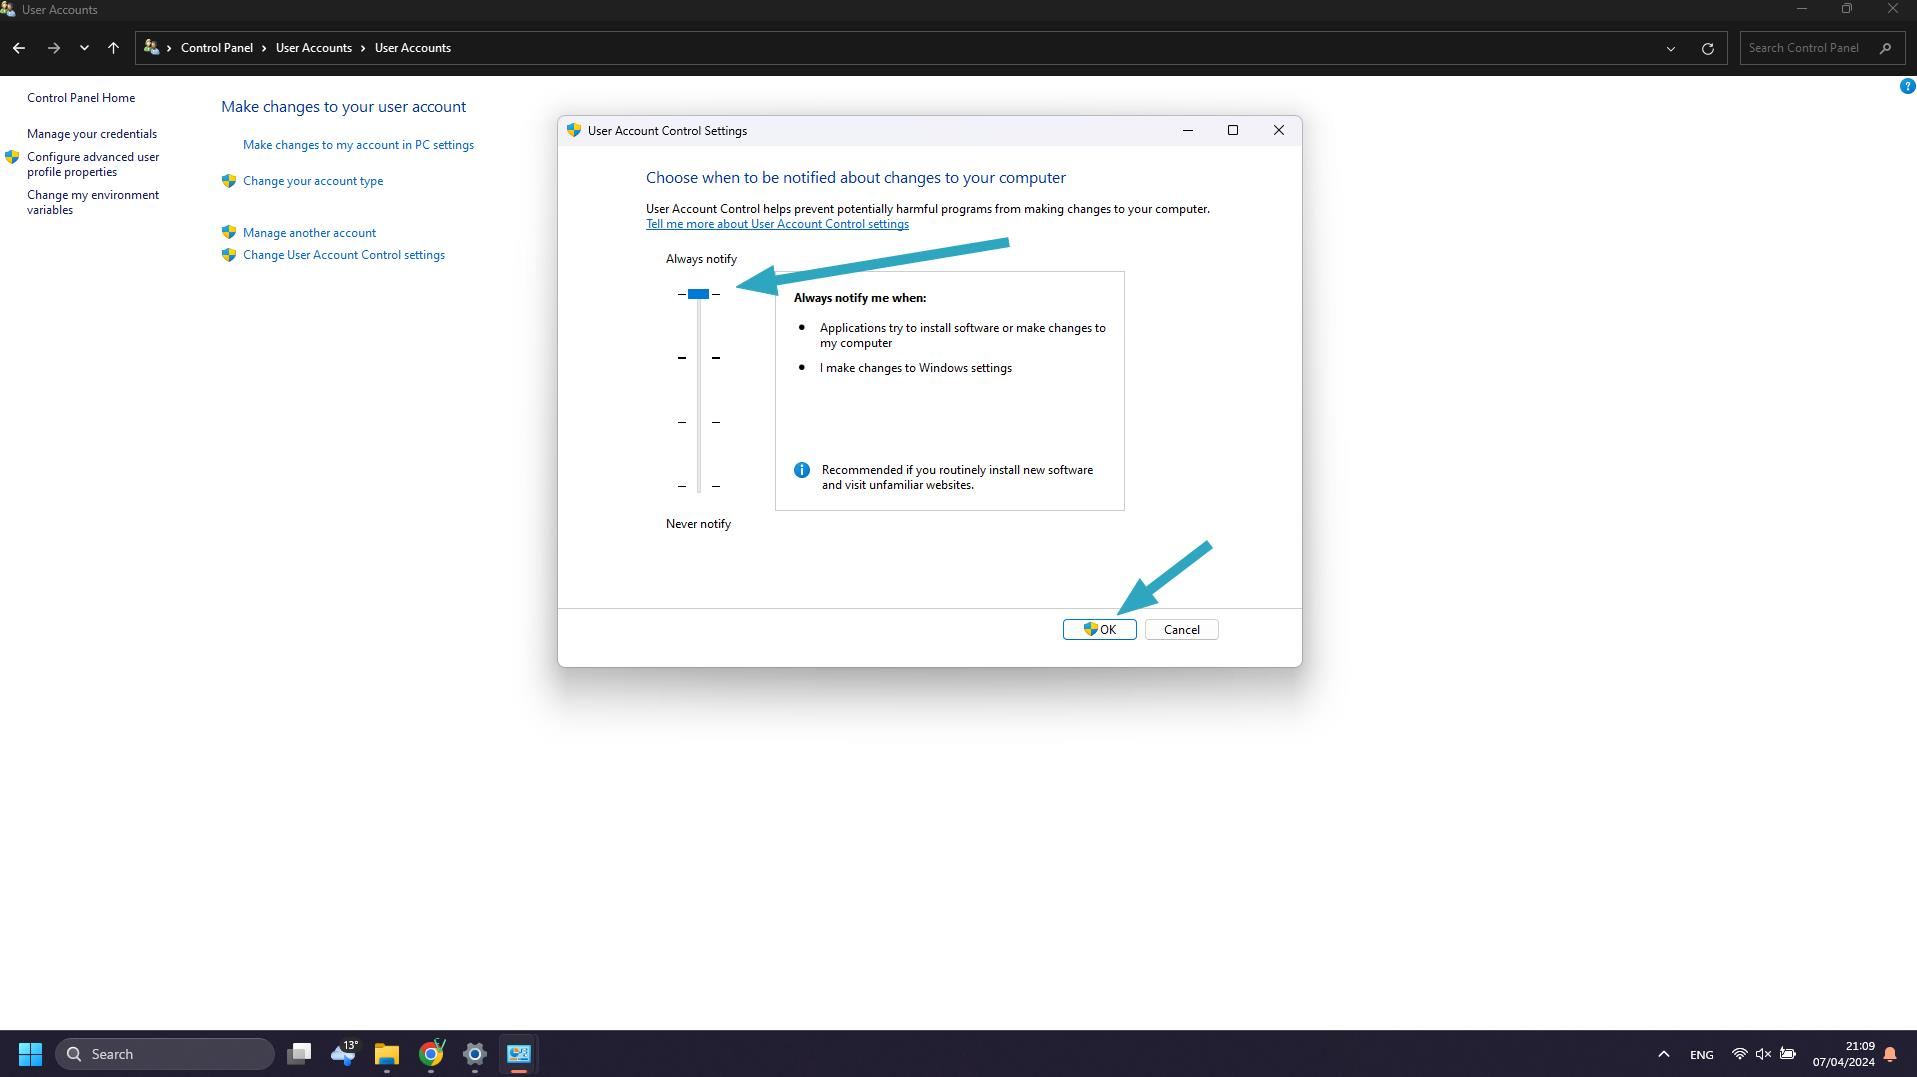 User Accounts
Control Panel > User Accounts > User Accounts
Search Control Panel
Control Panel Home
Manage your credentials
Configure advanced user
profile properties
Change my environment
variables
Make changes to your user account
Make changes to my account in PC settings
Change your account type
Manage another account
Change User Account Control settings
User Account Control Settings
Choose when to be notified about changes to your computer
User Account Control helps prevent potentially harmful programs from making changes to your computer.
Tell me more about User Account Control settings
Always notify
Always notify me when:
• Applications try to install software or make changes to
my computer
• I make changes to Windows settings
Recommended if you routinely install new software
and visit unfamiliar websites.
Never notify
OK
Cancel
Search
13°
ENG
21:09
07/04/2024